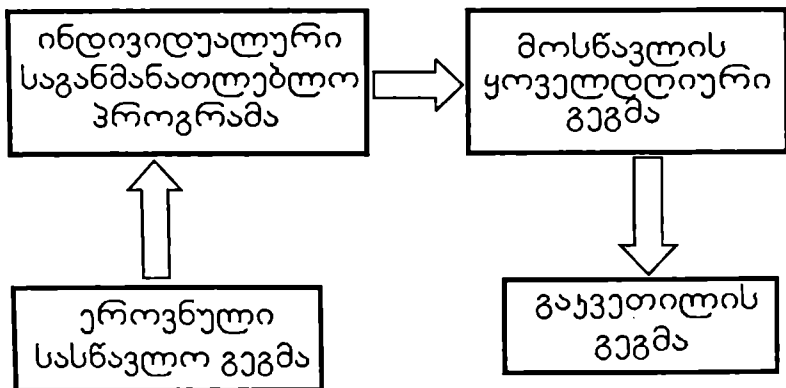 ინდივიდუალური
საგანმანათლებლო
პროგრამა
მოსწავლის
ყოველდღიური
გეგმა
ეროვნული
სასწავლო გეგმა
გაკვეთილის
გეგმა